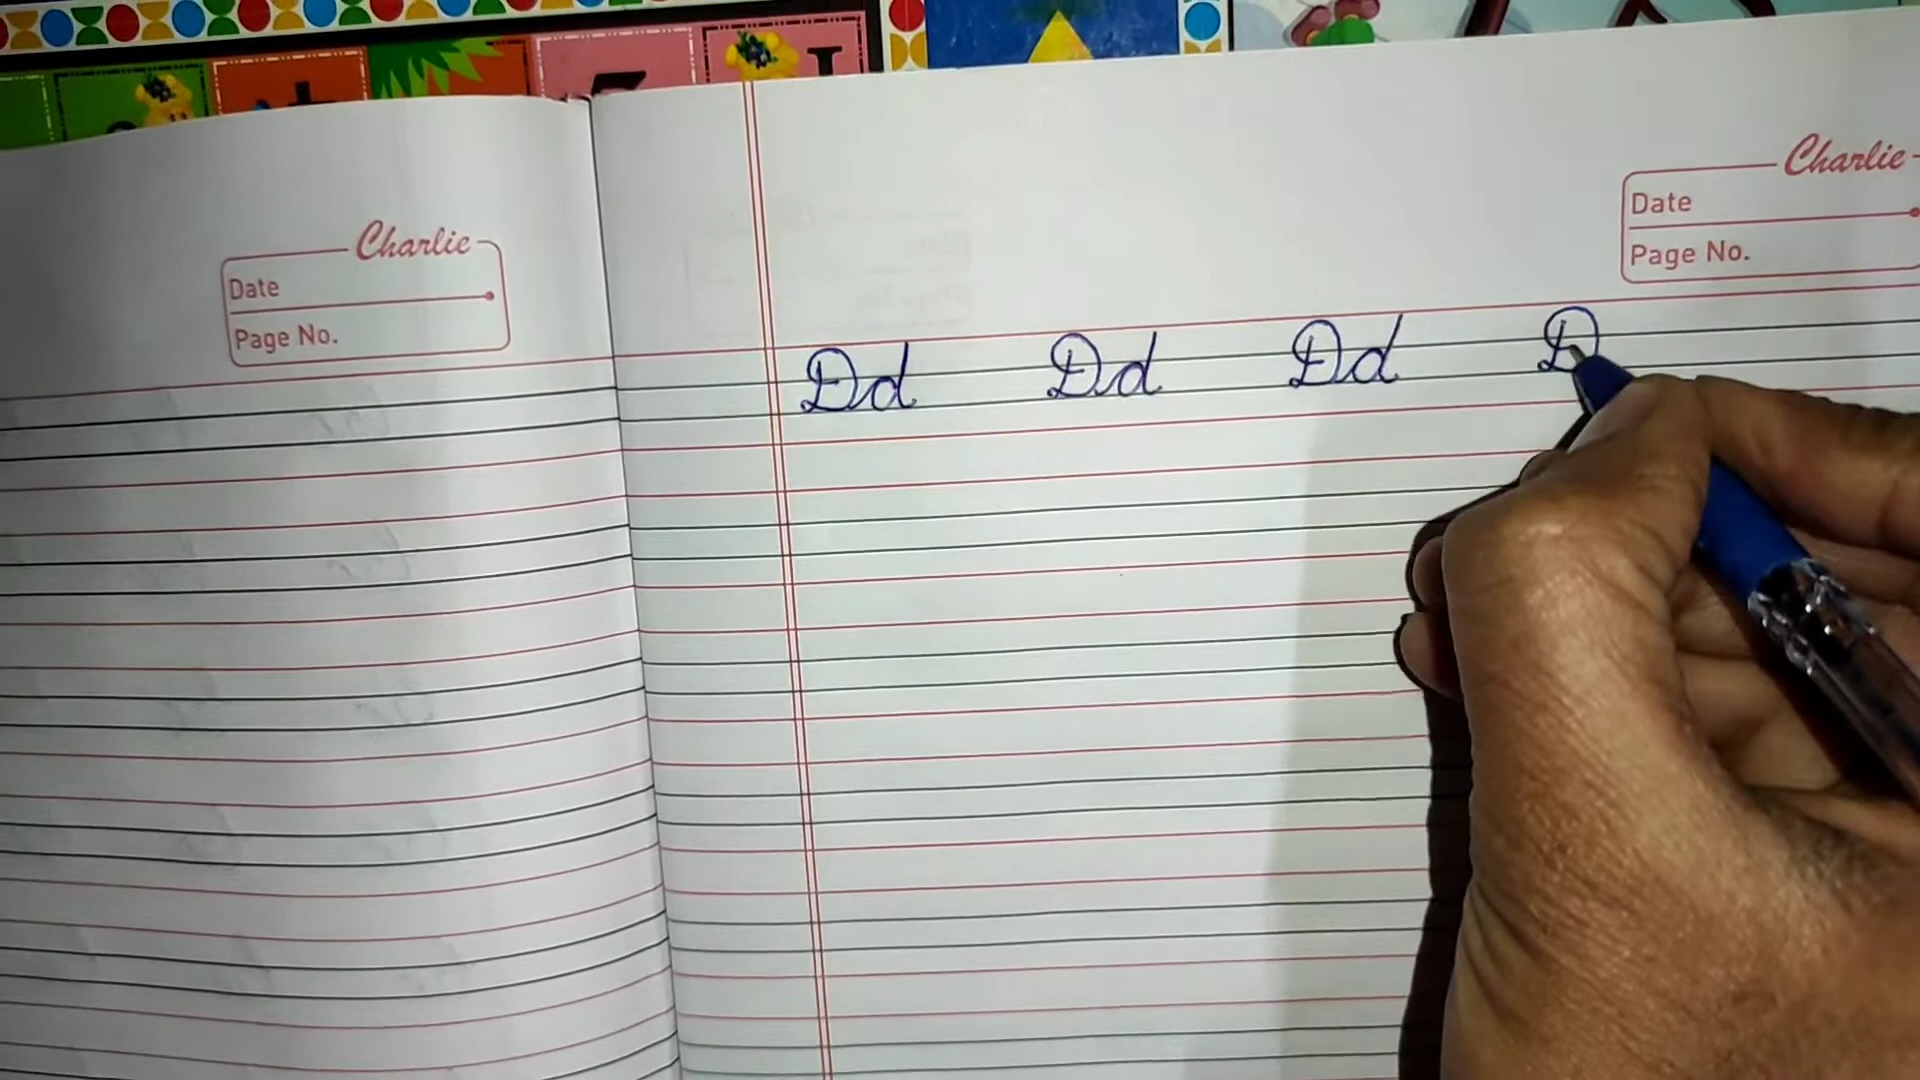 Charlie
Date
Page No.
Charlie
Date
Page No.
Dd Dd Dd D